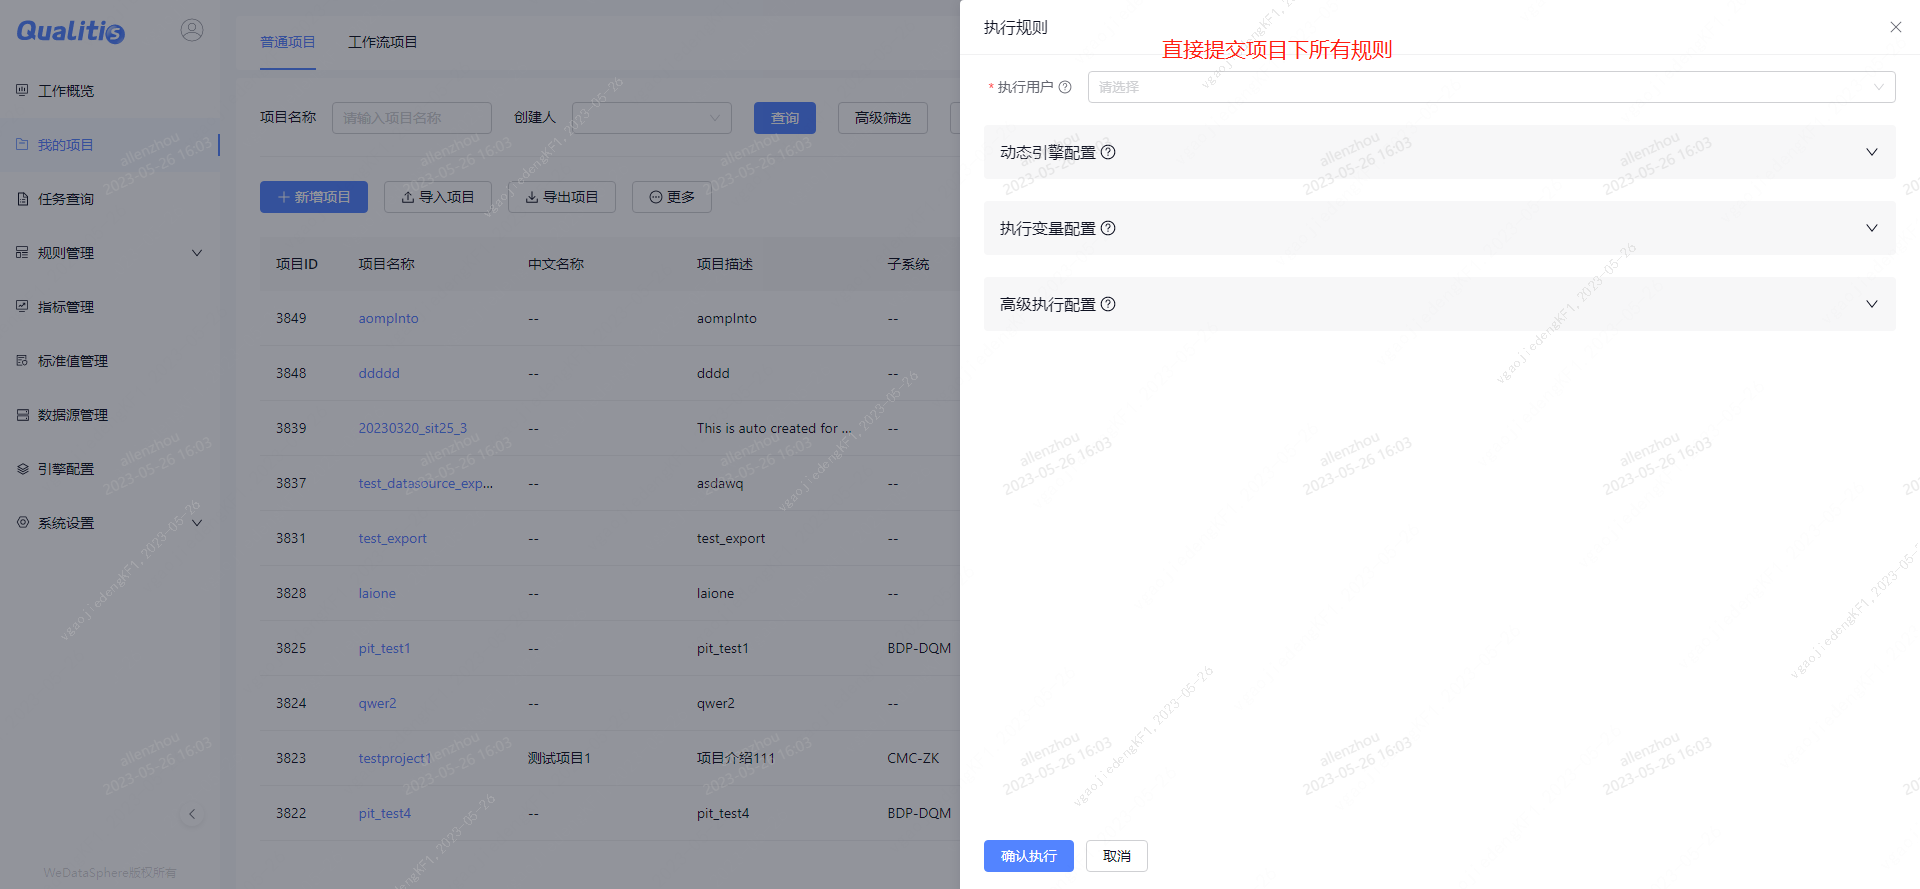 Qualitis
工作概览
我的项目
任务查询
规则管理
指标管理
标准值管理
数据源管理
引擎配置
系统设置
WeDataSphere版权所有
普通项目 工作流项目
项目名称 请输入项目名称 创建人 查询 高级筛选
新增项目 导入项目 导出项目 更多
项目ID 项目名称 中文名称 项目描述 子系统
3849 aompInto -- aompInto --
3848 ddddd -- dddd --
3839 20230320_sit25_3 -- This is auto created for ... --
3837 test_datasource_exp... -- asdawq --
3831 test_export -- test_export --
3828 laione -- laione --
3825 pit_test1 -- pit_test1 BDP-DQM
3824 qwer2 -- qwer2 --
3823 testproject1 测试项目1 项目介绍111 CMC-ZK
3822 pit_test4 -- pit_test4 BDP-DQM
执行规则
直接提交项目下所有规则
* 执行用户 请选择
动态引擎配置
执行变量配置
高级执行配置
确认执行 取消
allenzhou
2023-05-26 16:03
vgaojiedengKF1, 2023-05-26